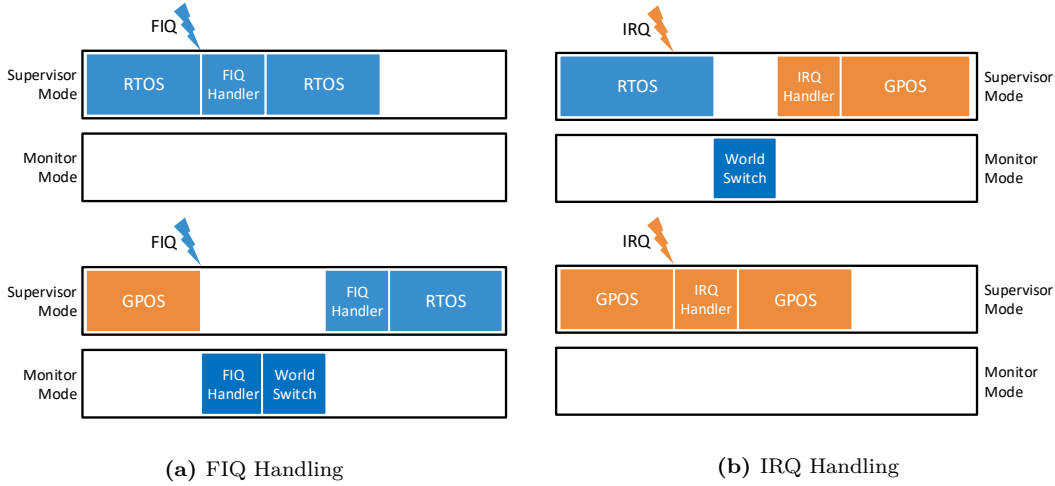 FIQ
Supervisor
Mode
RTOS
FIQ
Handler
RTOS
Monitor
Mode
FIQ
Supervisor
Mode
GPOS
FIQ
Handler
RTOS
Monitor
Mode
FIQ
Handler
World
Switch
(a) FIQ Handling
IRQ
RTOS
IRQ
Handler
GPOS
Supervisor
Mode
World
Switch
Monitor
Mode
IRQ
GPOS
IRQ
Handler
GPOS
Supervisor
Mode
Monitor
Mode
(b) IRQ Handling